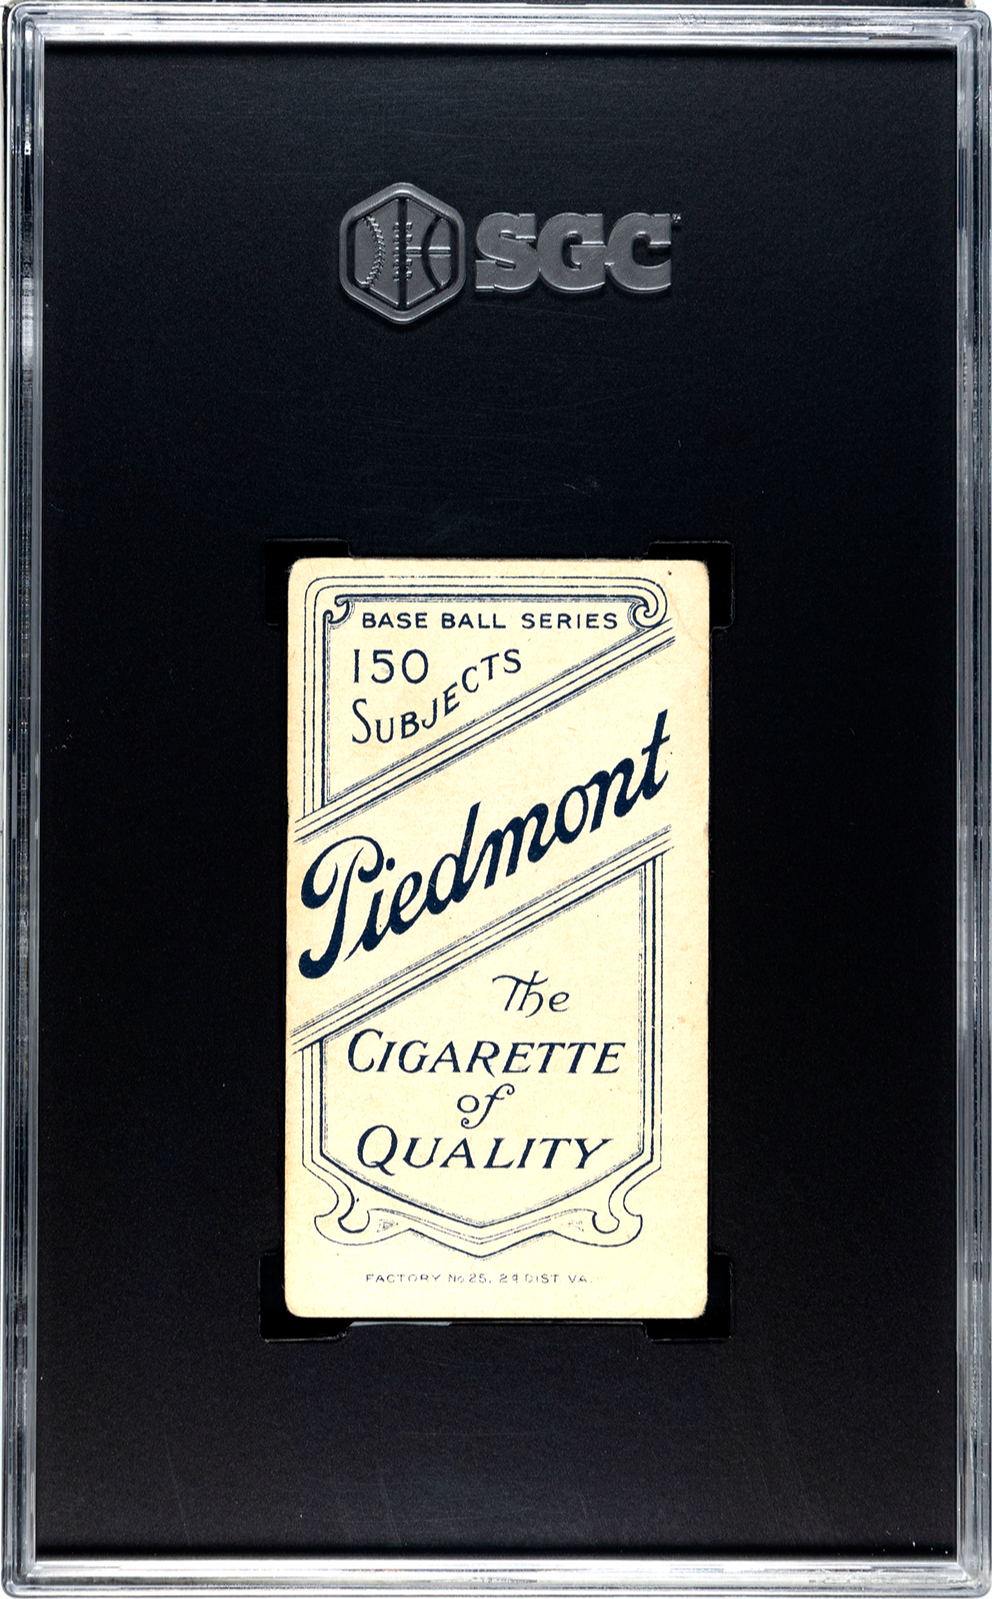 SGC
BASE BALL SERIES
150
SUBJECTS
Piedmont
The
CIGARETTE
of
QUALITY
FACTORY No 25, 2d DIST VA.